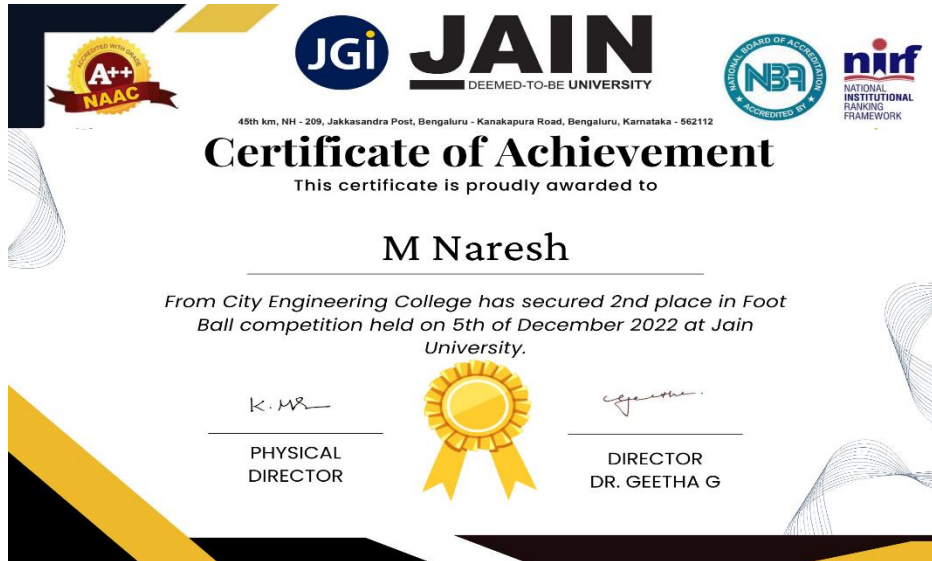 ACCREDITED WITH GRADE
A++
NAAC
JGi
JAIN
DEEMED-TO-BE UNIVERSITY
NATIONAL BOARD OF ACCREDITATION
NBA
ACCREDITED BY
nirf
NATIONAL
INSTITUTIONAL
RANKING
FRAMEWORK
45th km, NH - 209, Jakkasandra Post, Bengaluru - Kanakapura Road, Bengaluru, Karnataka - 562112
Certificate of Achievement
This certificate is proudly awarded to
M Naresh
From City Engineering College has secured 2nd place in Foot
Ball competition held on 5th of December 2022 at Jain
University.
PHYSICAL
DIRECTOR
DIRECTOR
DR. GEETHA G